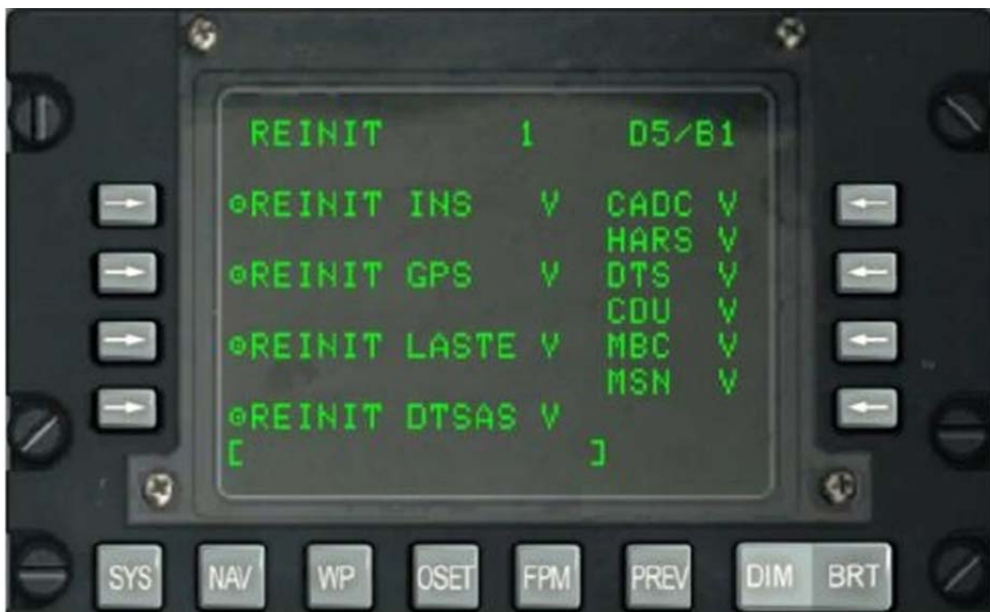 REINIT 1 D5/B1
REINIT INS V CADC V
HARS V
REINIT GPS V DTS V
CDU V
REINIT LASTE V MBC V
MSN V
REINIT DTSAS V
[ ]
SYS NAV WP OSET FPM PREV DIM BRT